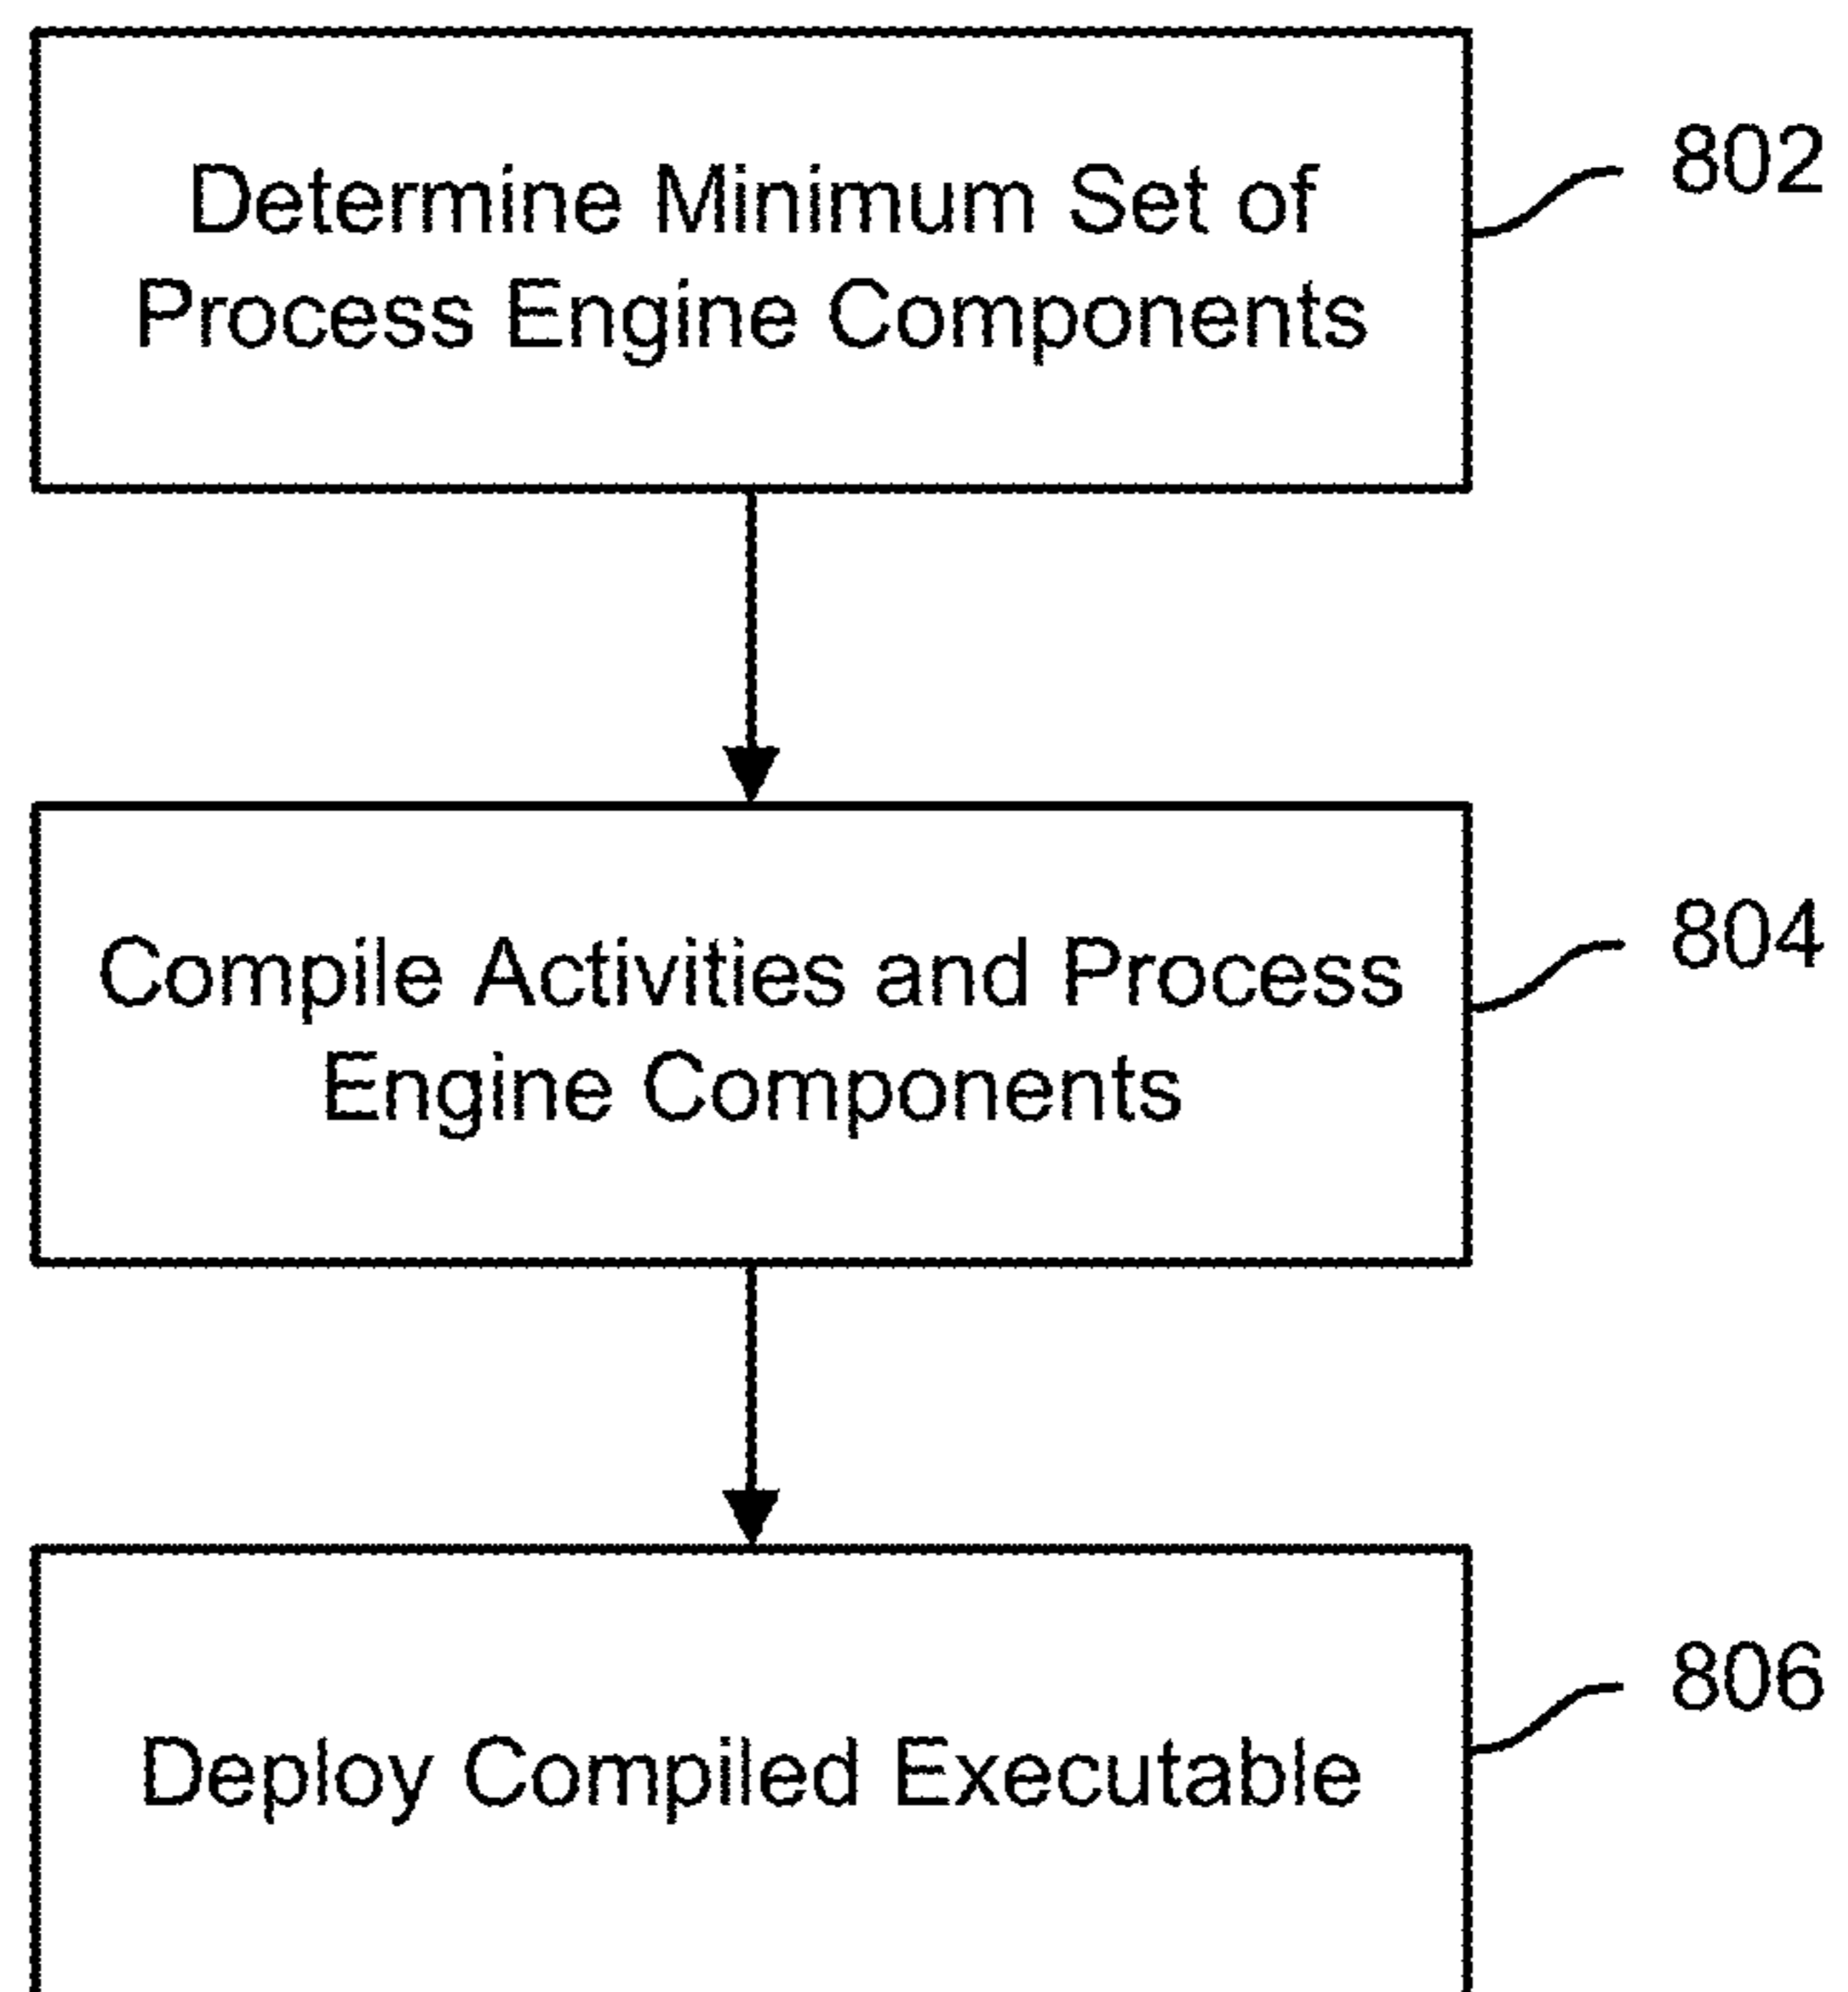 Determine Minimum Set of
Process Engine Components
802
Compile Activities and Process
Engine Components
804
Deploy Compiled Executable
806